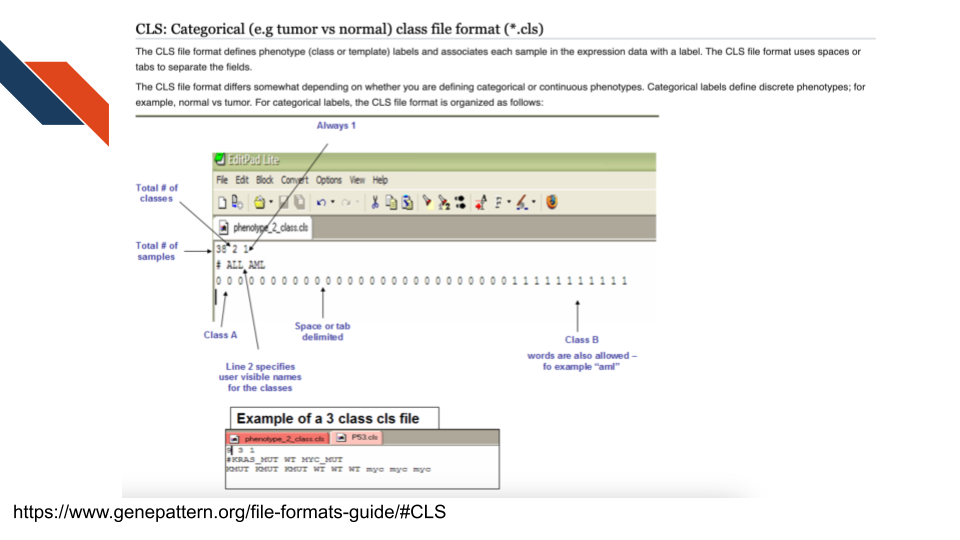 CLS: Categorical (e.g tumor vs normal) class file format (*.cls)
The CLS file format defines phenotype (class or template) labels and associates each sample in the expression data with a label. The CLS file format uses spaces or
tabs to separate the fields.
The CLS file format differs somewhat depending on whether you are defining categorical or continuous phenotypes. Categorical labels define discrete phenotypes; for
example, normal vs tumor. For categorical labels, the CLS file format is organized as follows:
Always 1
EditPad Lite
File Edit Block Convert Options View Help
Total # of
classes
phenotype_2_class.cls
Total # of
samples
38 2 1
# ALL AML
0 0 0 0 0 0 0 0 0 0 0 0 0 0 0 0 0 0 0 0 0 0 0 0 0 0 0 1 1 1 1 1 1 1 1 1 1 1
Class A
Space or tab
delimited
Class B
words are also allowed –
fo example “aml”
Line 2 specifies
user visible names
for the classes
Example of a 3 class cls file
phenotype_2_class.cls P53.cls
9 3 1
#KRAS_MUT WT MYC_MUT
KMUT KMUT KMUT WT WT WT myc myc myc
https://www.genepattern.org/file-formats-guide/#CLS